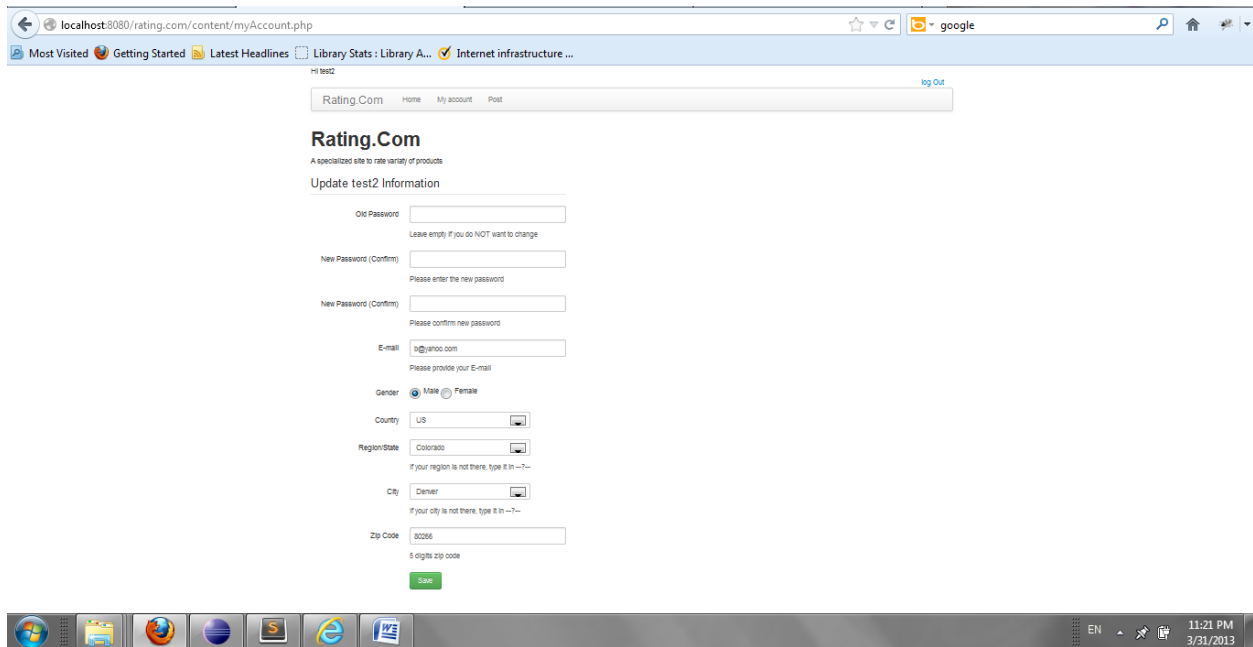 localhost:8080/rating.com/content/myAccount.php google
Most Visited Getting Started Latest Headlines Library Stats : Library A... Internet infrastructure ...
Hi test2
log Out
Rating.Com Home My account Post
Rating.Com
A specialized site to rate variaty of products
Update test2 Information
Old Password
Leave empty if you do NOT want to change
New Password (Confirm)
Please enter the new password
New Password (Confirm)
Please confirm new password
E-mail b@yahoo.com
Please provide your E-mail
Gender Male Female
Country US
Region/State Colorado
If your region is not there, type it in --?--
City Denver
If your city is not there, type it in --?--
Zip Code 80266
5 digits zip code
Save
EN 11:21 PM
3/31/2013